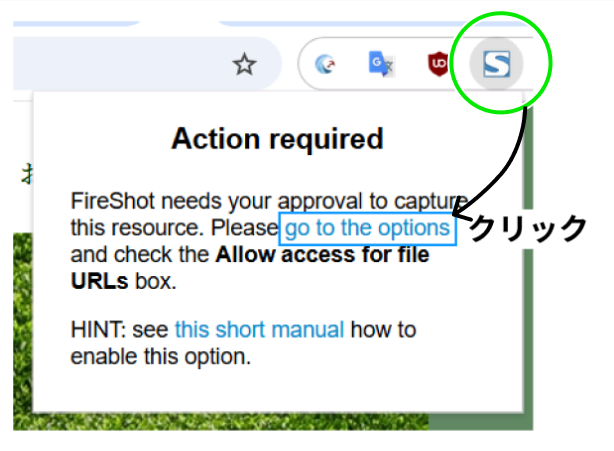 Action required
FireShot needs your approval to capture
this resource. Please go to the options
クリック
and check the Allow access for file
URLs box.
HINT: see this short manual how to
enable this option.